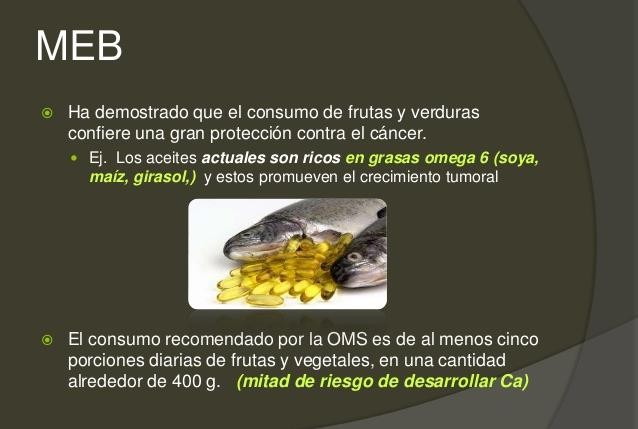 MEB
Ha demostrado que el consumo de frutas y verduras
confiere una gran protección contra el cáncer.
Ej. Los aceites actuales son ricos en grasas omega 6 (soya,
maíz, girasol,) y estos promueven el crecimiento tumoral
El consumo recomendado por la OMS es de al menos cinco
porciones diarias de frutas y vegetales, en una cantidad
alrededor de 400 g. (mitad de riesgo de desarrollar Ca)